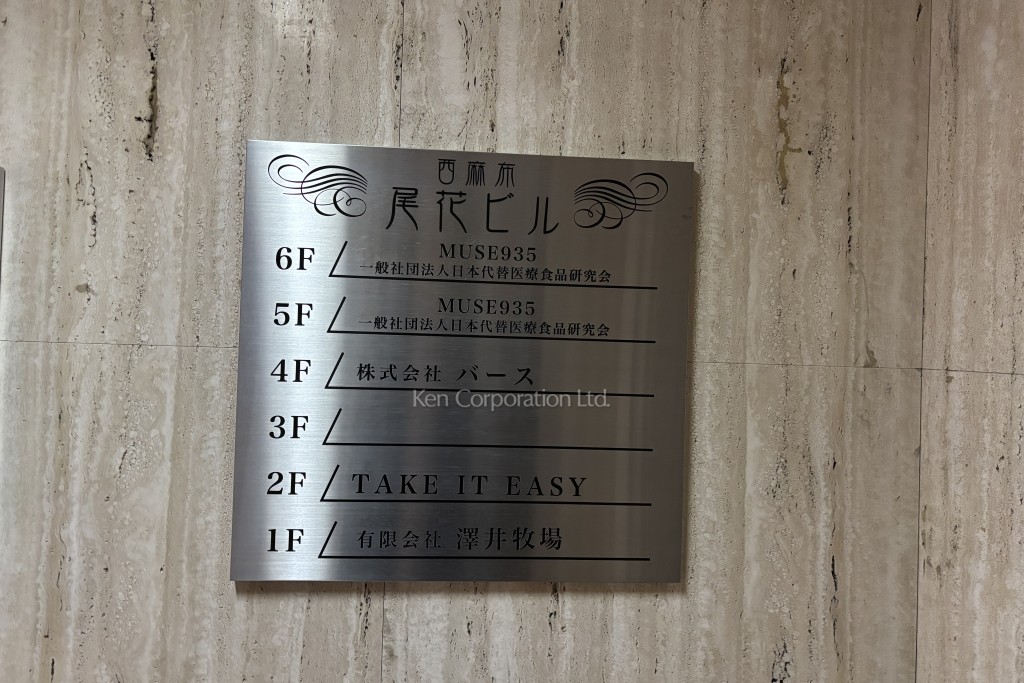 西麻布
尾花ビル
6F MUSE935
一般社団法人日本代替医療食品研究会
5F MUSE935
一般社団法人日本代替医療食品研究会
4F 株式会社 バース
Ken Corporation Ltd.
3F
2F TAKE IT EASY
1F 有限会社 澤井牧場